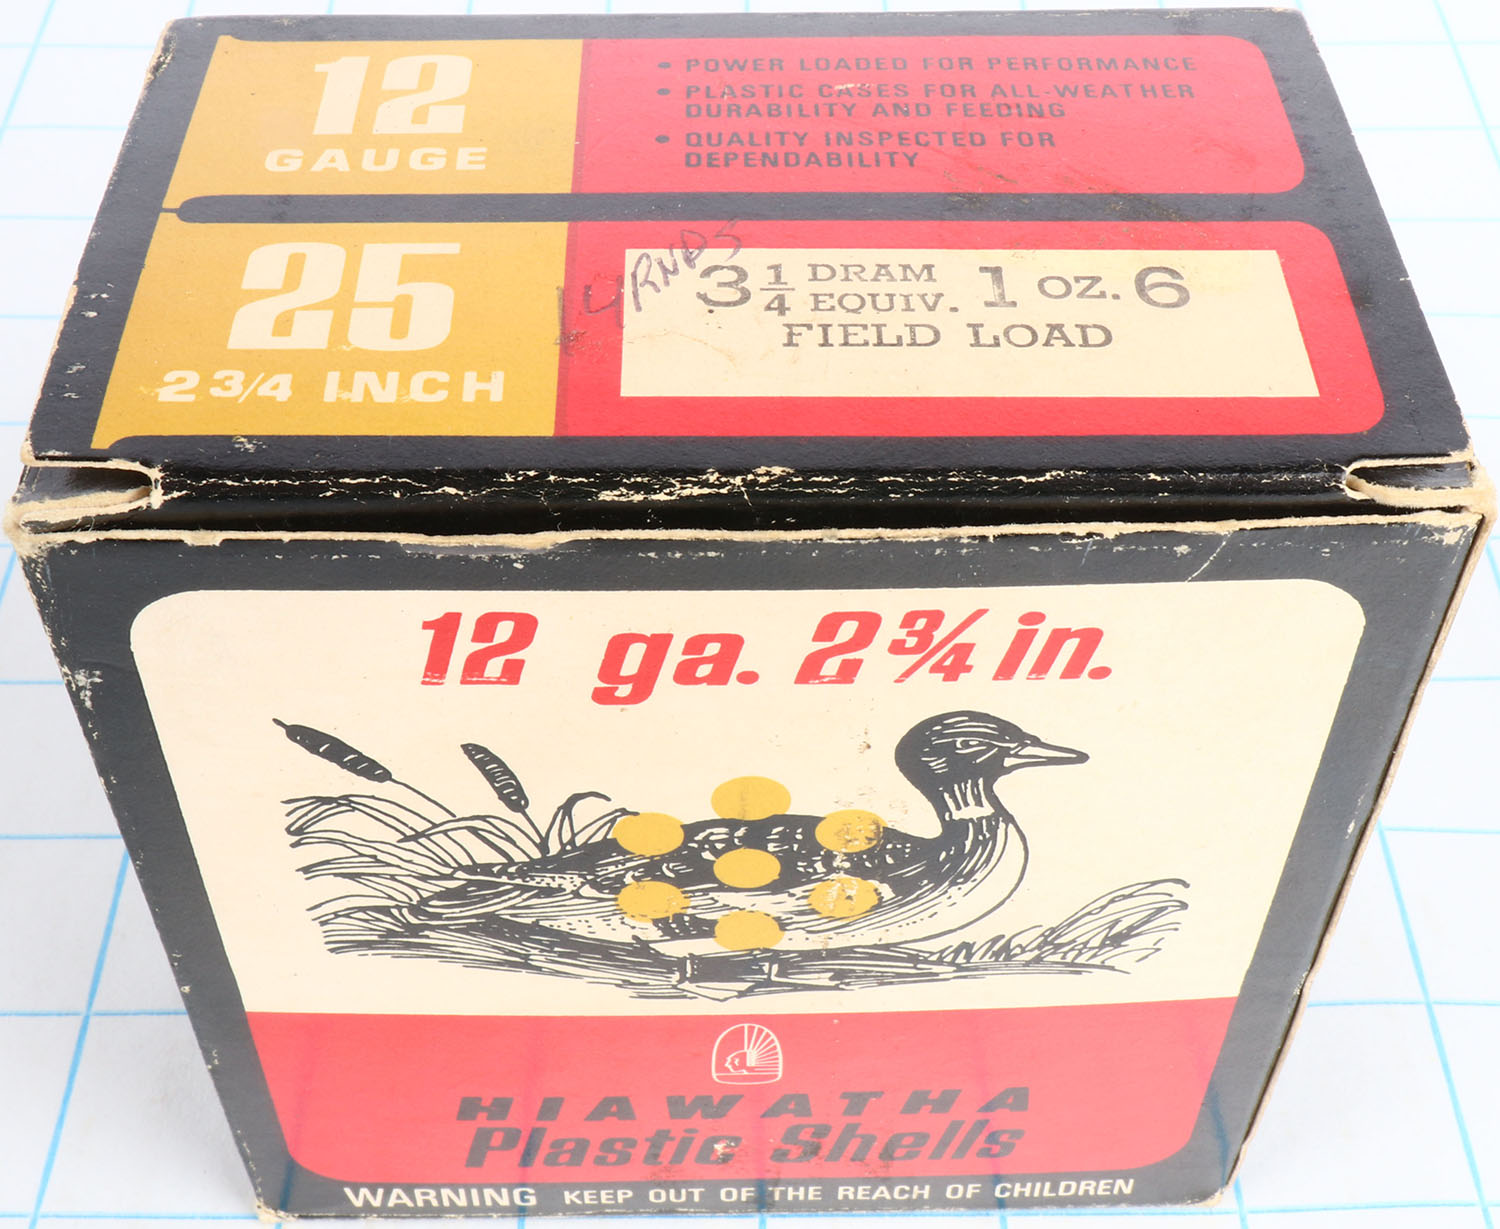 12
GAUGE
• POWER LOADED FOR PERFORMANCE
• PLASTIC CASES FOR ALL-WEATHER
DURABILITY AND FEEDING
• QUALITY INSPECTED FOR
DEPENDABILITY
25
2 3/4 INCH
14 RNDS
3 1/4 DRAM EQUIV. 1 OZ. 6
FIELD LOAD
12 ga. 2 3/4 in.
HIAWATHA
Plastic Shells
WARNING KEEP OUT OF THE REACH OF CHILDREN